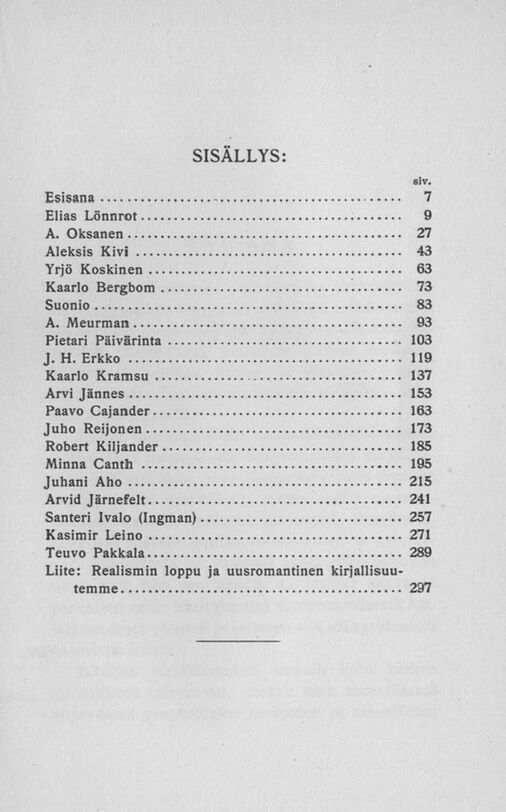 SISÄLLYS:
siv.
Esisana 7
Elias Lönnrot 9
A. Oksanen 27
Aleksis Kivi 43
Yrjö Koskinen 63
Kaarlo Bergbom 73
Suonio 83
A. Meurman 93
Pietari Päivärinta 103
J. H. Erkko 119
Kaarlo Kramsu 137
Arvi Jännes 153
Paavo Cajander 163
Juho Reijonen 173
Robert Kiljander 185
Minna Canth 195
Juhani Aho 215
Arvid Järnefelt 241
Santeri Ivalo (Ingman) 257
Kasimir Leino 271
Teuvo Pakkala 289
Liite: Realismin loppu ja uusromantinen kirjallisuu-
temme 297